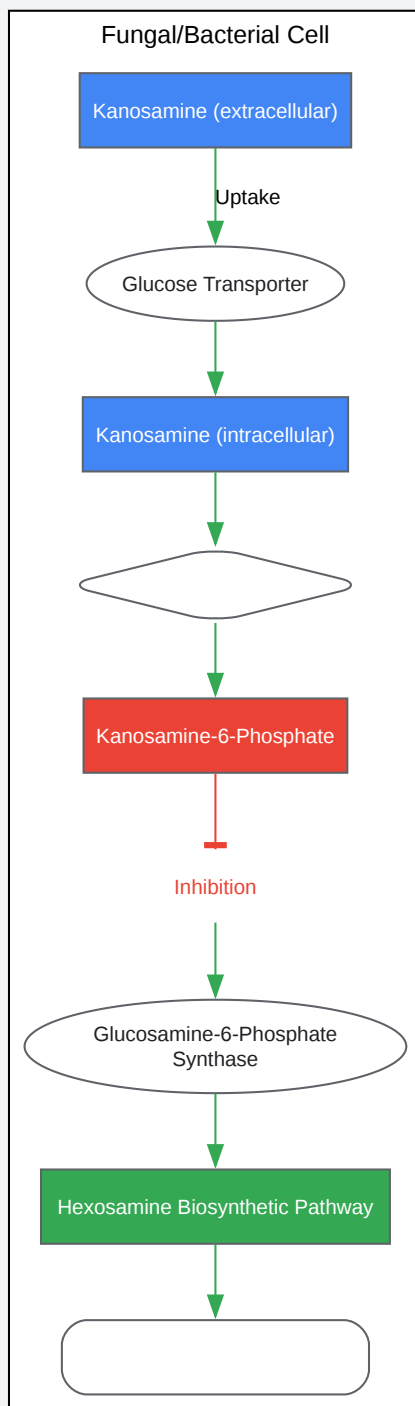 Fungal/Bacterial Cell
Kanosamine (extracellular)
Uptake
Glucose Transporter
Kanosamine (intracellular)
Kanosamine-6-Phosphate
Inhibition
Glucosamine-6-Phosphate
Synthase
Hexosamine Biosynthetic Pathway